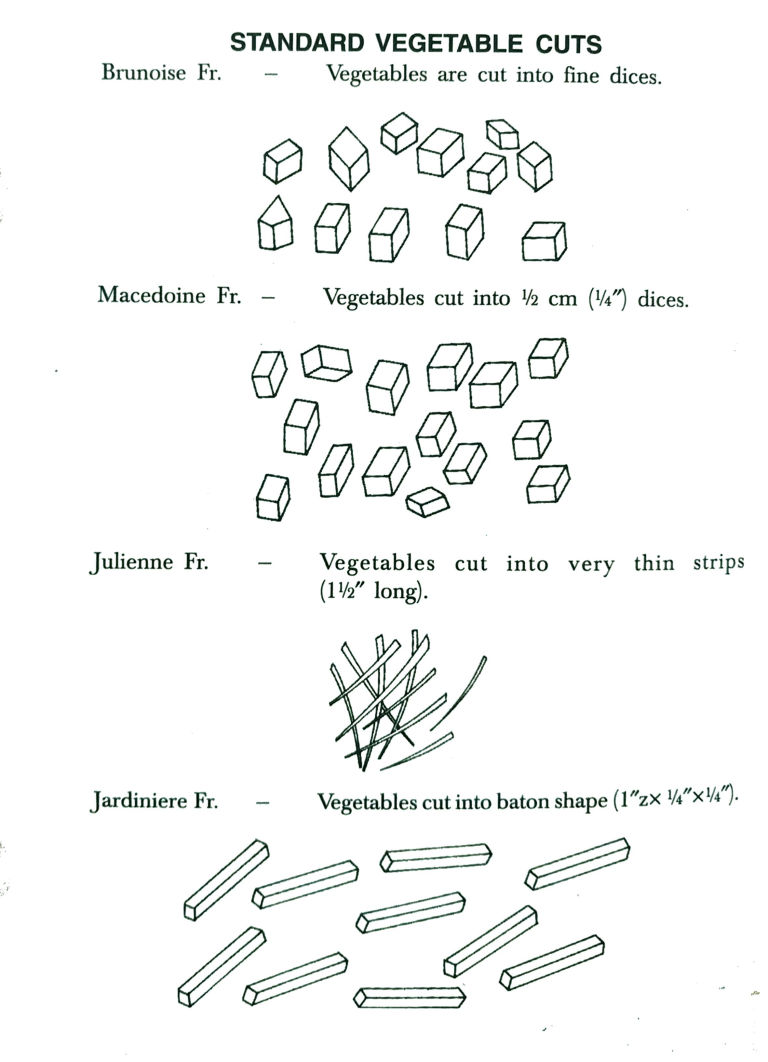 STANDARD VEGETABLE CUTS
Brunoise Fr. – Vegetables are cut into fine dices.
Macedoine Fr. – Vegetables cut into ½ cm (¼″) dices.
Julienne Fr. – Vegetables cut into very thin strips
(1½″ long).
Jardiniere Fr. – Vegetables cut into baton shape (1″z× ¼″×¼″).